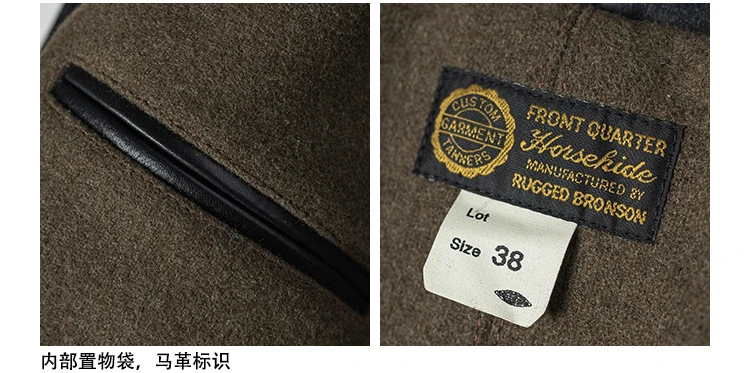 CUSTOM
GARMENT
TANNERS
FRONT QUARTER
Horsehide
MANUFACTURED BY
RUGGED BRONSON
Lot
Size 38
内部置物袋，马革标识